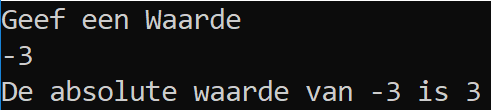 Geef een Waarde
-3
De absolute waarde van -3 is 3